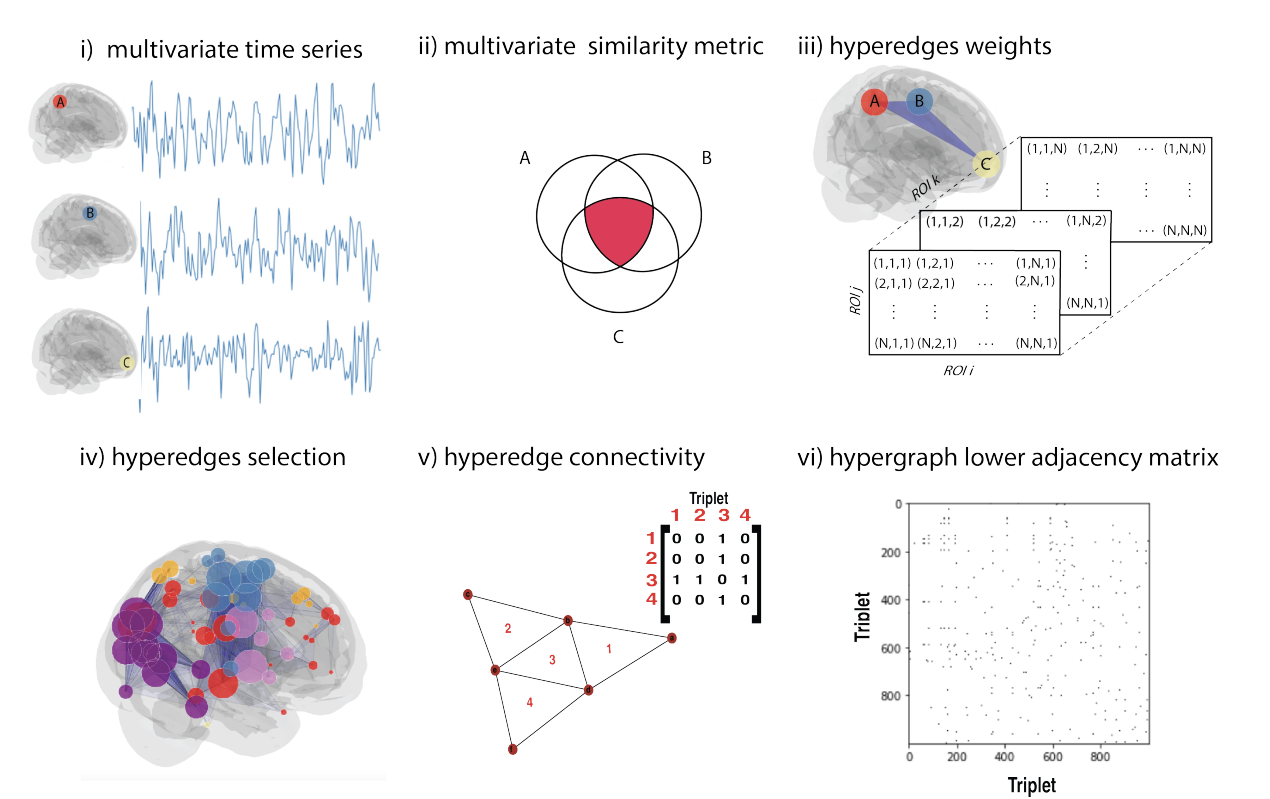 i) multivariate time series
A
B
C
ii) multivariate similarity metric
A
B
C
iii) hyperedges weights
A
B
C
ROI k
(1,1,N) (1,2,N) ··· (1,N,N)
⋮ ⋮ ⋮ ⋮
··· (N,N,N)
(1,1,2) (1,2,2) ··· (1,N,2)
⋮
(N,N,1)
(1,1,1) (1,2,1) ··· (1,N,1)
(2,1,1) (2,2,1) ··· (2,N,1)
⋮ ⋮ ⋮ ⋮
(N,1,1) (N,2,1) ··· (N,N,1)
ROI j
ROI i
iv) hyperedges selection
v) hyperedge connectivity
Triplet
1 2 3 4
1 0 0 1 0
2 0 0 1 0
3 1 1 0 1
4 0 0 1 0
c
b
2
3
1
d
4
vi) hypergraph lower adjacency matrix
0
200
400
600
800
Triplet
0 200 400 600 800
Triplet